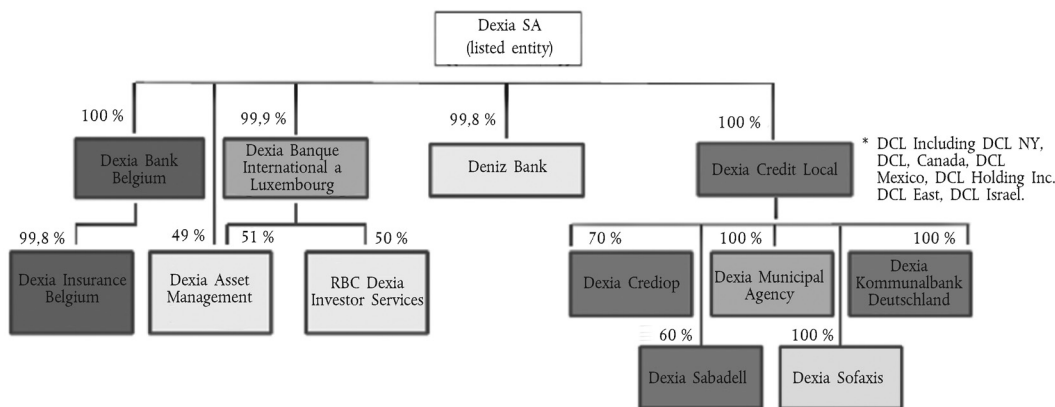 Dexia SA
(listed entity)
100 %
99,9 %
99,8 %
100 %
Dexia Bank
Belgium
Dexia Banque
International a
Luxembourg
Deniz Bank
Dexia Credit Local
* DCL Including DCL NY,
DCL, Canada, DCL
Mexico, DCL Holding Inc.
DCL East, DCL Israel.
99,8 %
49 %
51 %
50 %
70 %
100 %
100 %
Dexia Insurance
Belgium
Dexia Asset
Management
RBC Dexia
Investor Services
Dexia Crediop
Dexia Municipal
Agency
Dexia
Kommunalbank
Deutschland
60 %
100 %
Dexia Sabadell
Dexia Sofaxis